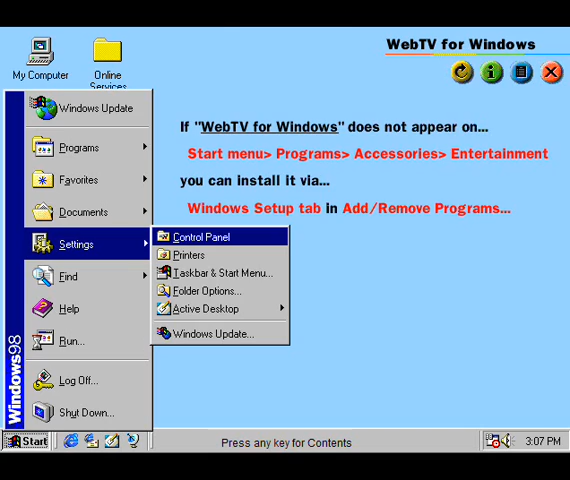 WebTV for Windows
My Computer
Online
Services
If "WebTV for Windows" does not appear on...
Start menu> Programs> Accessories> Entertainment
you can install it via...
Windows Setup tab in Add/Remove Programs...
Windows Update
Programs
Favorites
Documents
Settings
Find
Help
Run...
Log Off...
Shut Down...
Windows98
Control Panel
Printers
Taskbar & Start Menu...
Folder Options...
Active Desktop
Windows Update...
Start
Press any key for Contents
3:07 PM